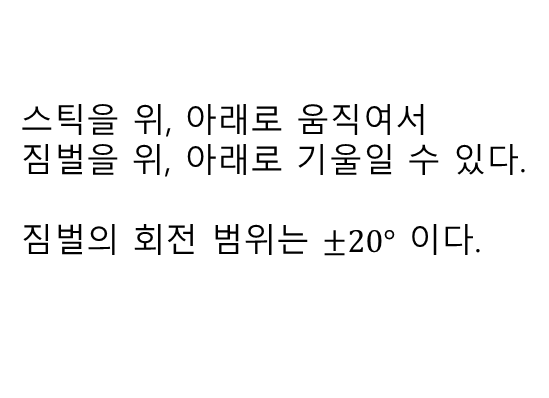 스틱을 위, 아래로 움직여서
짐벌을 위, 아래로 기울일 수 있다.
짐벌의 회전 범위는 ±20° 이다.